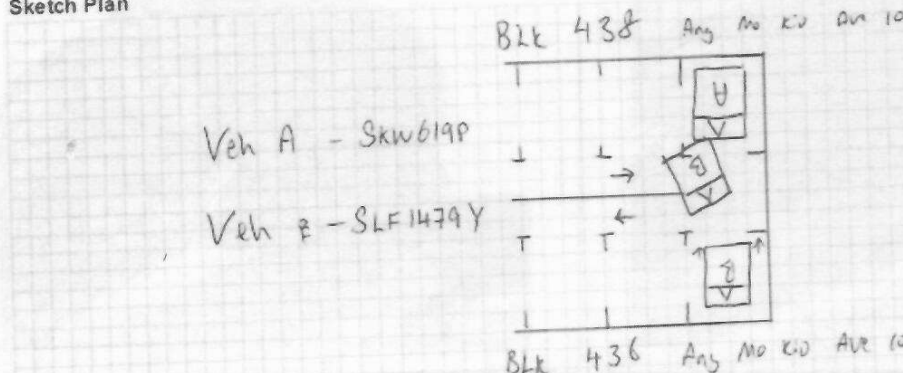 Sketch Plan
BLK 438 Ang Mo Kio Ave 10
A
Veh A - SKW619P
B
Veh B - SLF1479Y
B
BLK 436 Ang Mo Kio Ave 10